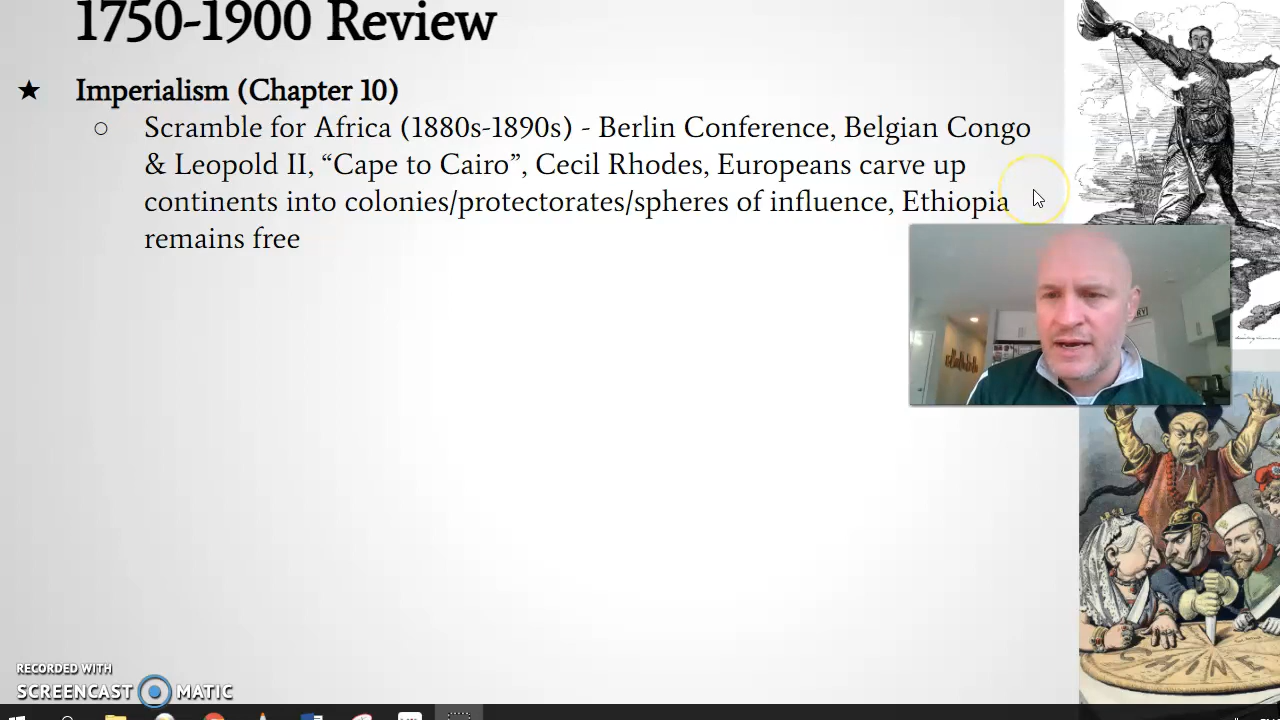 1750-1900 Review
★ Imperialism (Chapter 10)
○ Scramble for Africa (1880s-1890s) - Berlin Conference, Belgian Congo
& Leopold II, “Cape to Cairo”, Cecil Rhodes, Europeans carve up
continents into colonies/protectorates/spheres of influence, Ethiopia
remains free
CHINE
RECORDED WITH
SCREENCAST MATIC